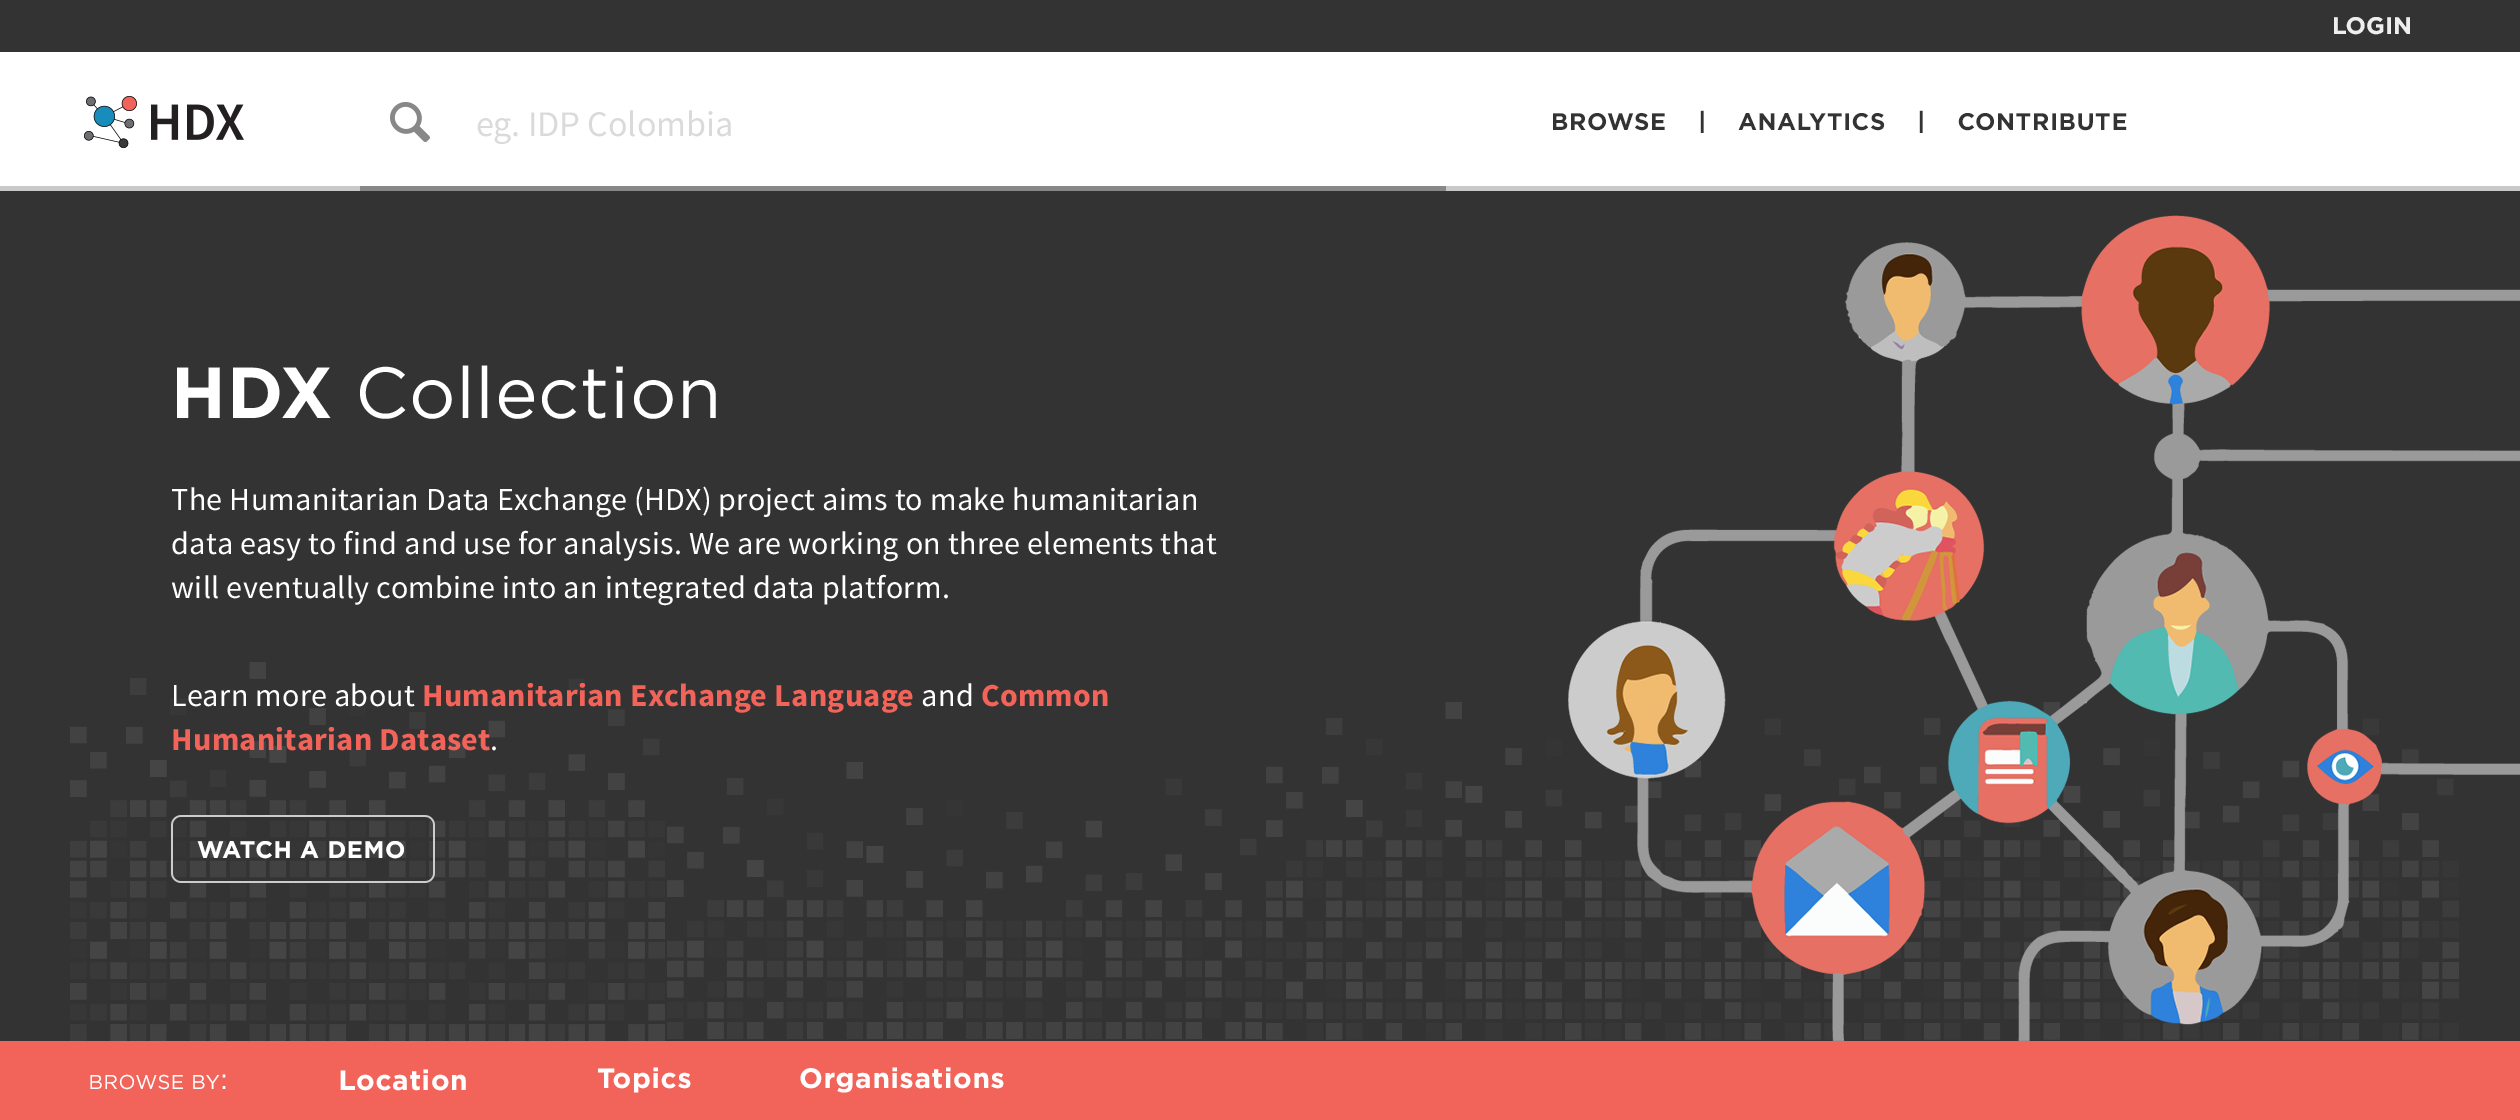 LOGIN
HDX
eg. IDP Colombia
BROWSE | ANALYTICS | CONTRIBUTE
HDX Collection
The Humanitarian Data Exchange (HDX) project aims to make humanitarian
data easy to find and use for analysis. We are working on three elements that
will eventually combine into an integrated data platform.
Learn more about Humanitarian Exchange Language and Common
Humanitarian Dataset.
WATCH A DEMO
BROWSE BY: Location Topics Organisations